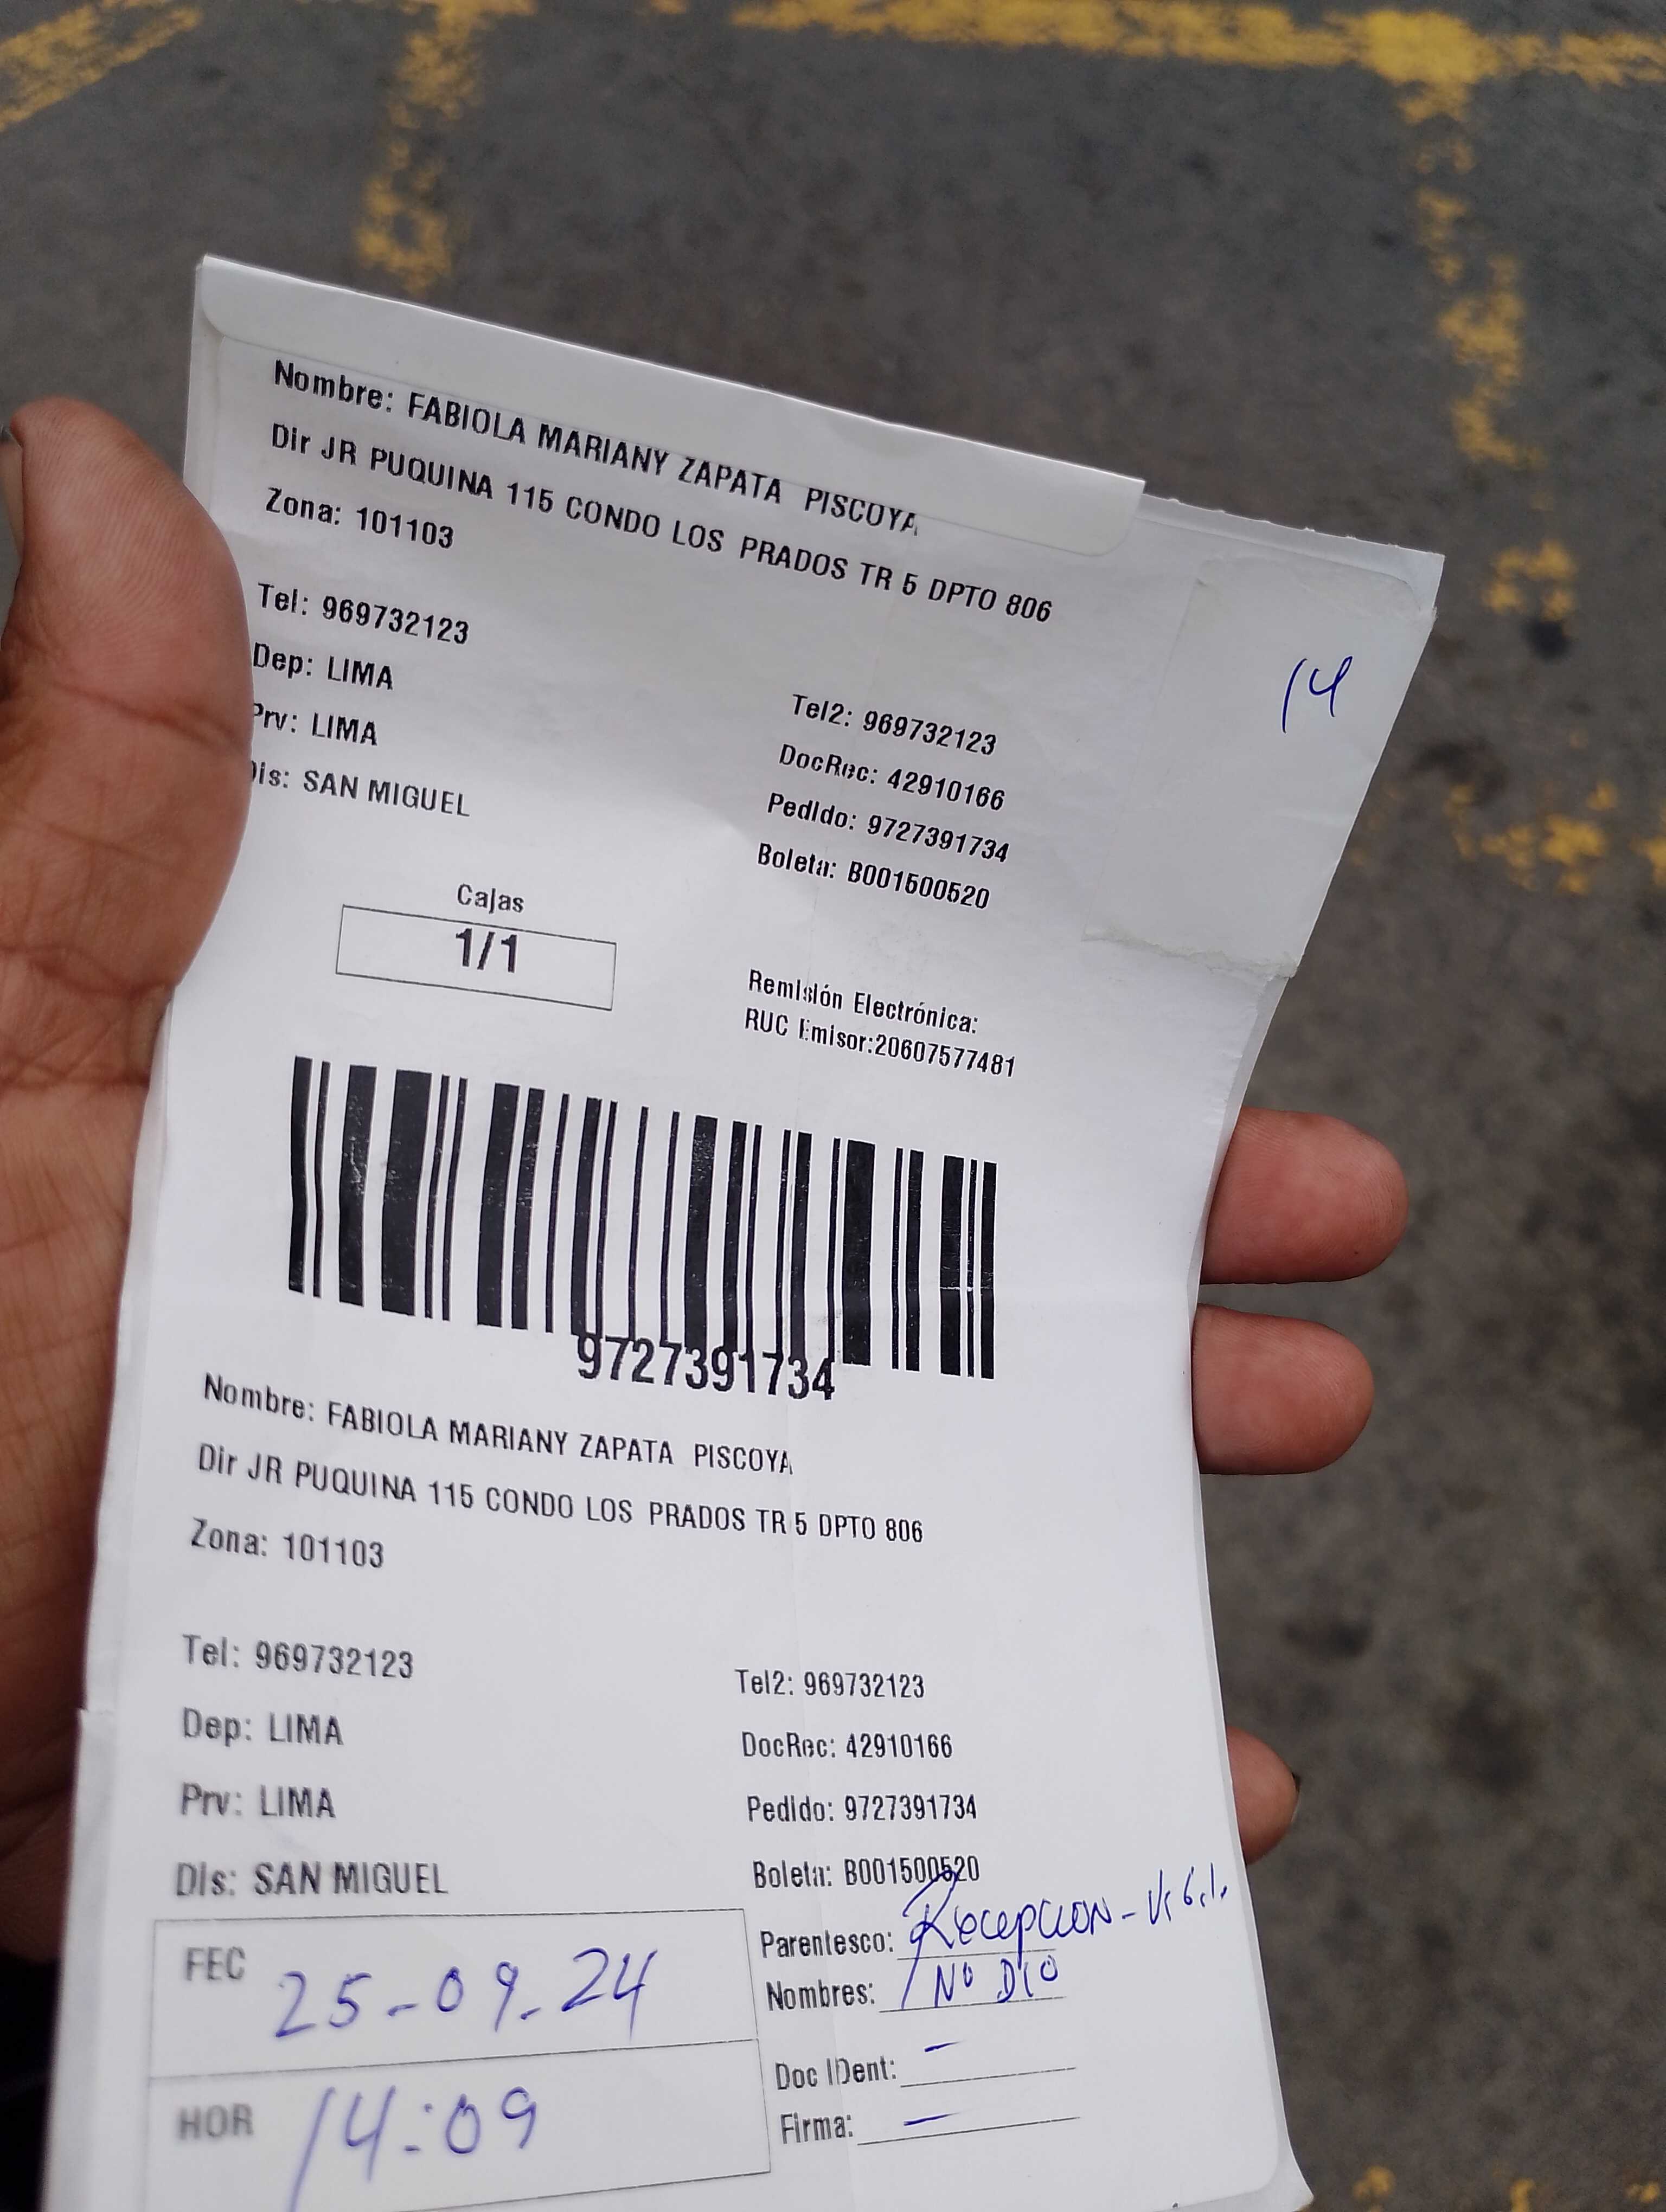 Nombre: FABIOLA MARIANY ZAPATA PISCOYA
Dir JR PUQUINA 115 CONDO LOS PRADOS TR 5 DPTO 806
Zona: 101103
14
Tel: 969732123
Dep: LIMA
Prv: LIMA
Dis: SAN MIGUEL
Tel2: 969732123
DocRec: 42910166
Pedido: 9727391734
Boleta: B001500520
Cajas
1/1
Remisión Electrónica:
RUC Emisor:20607577481
9727391734
Nombre: FABIOLA MARIANY ZAPATA PISCOYA
Dir JR PUQUINA 115 CONDO LOS PRADOS TR 5 DPTO 806
Zona: 101103
Tel: 969732123
Dep: LIMA
Prv: LIMA
Dis: SAN MIGUEL
Tel2: 969732123
DocRec: 42910166
Pedido: 9727391734
Boleta: B001500520
FEC 25-09-24
HOR 14:09
Parentesco: Recepcion -
Nombres: / No DIO
Doc IDent: -
Firma: -